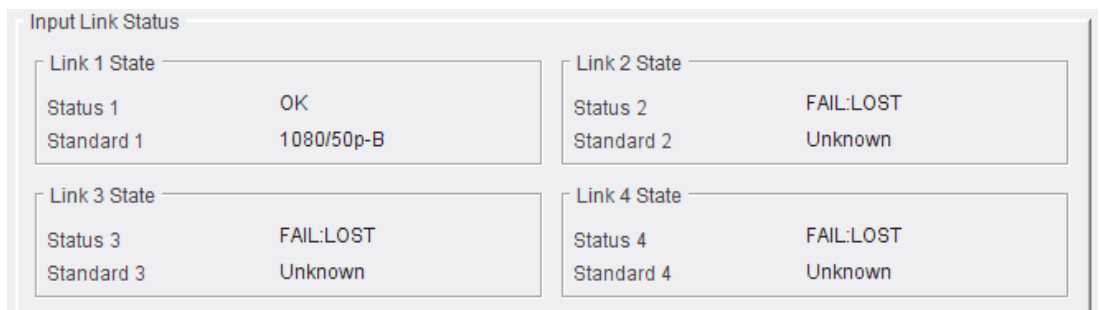 Input Link Status
Link 1 State
Status 1 OK
Standard 1 1080/50p-B
Link 2 State
Status 2 FAIL:LOST
Standard 2 Unknown
Link 3 State
Status 3 FAIL:LOST
Standard 3 Unknown
Link 4 State
Status 4 FAIL:LOST
Standard 4 Unknown